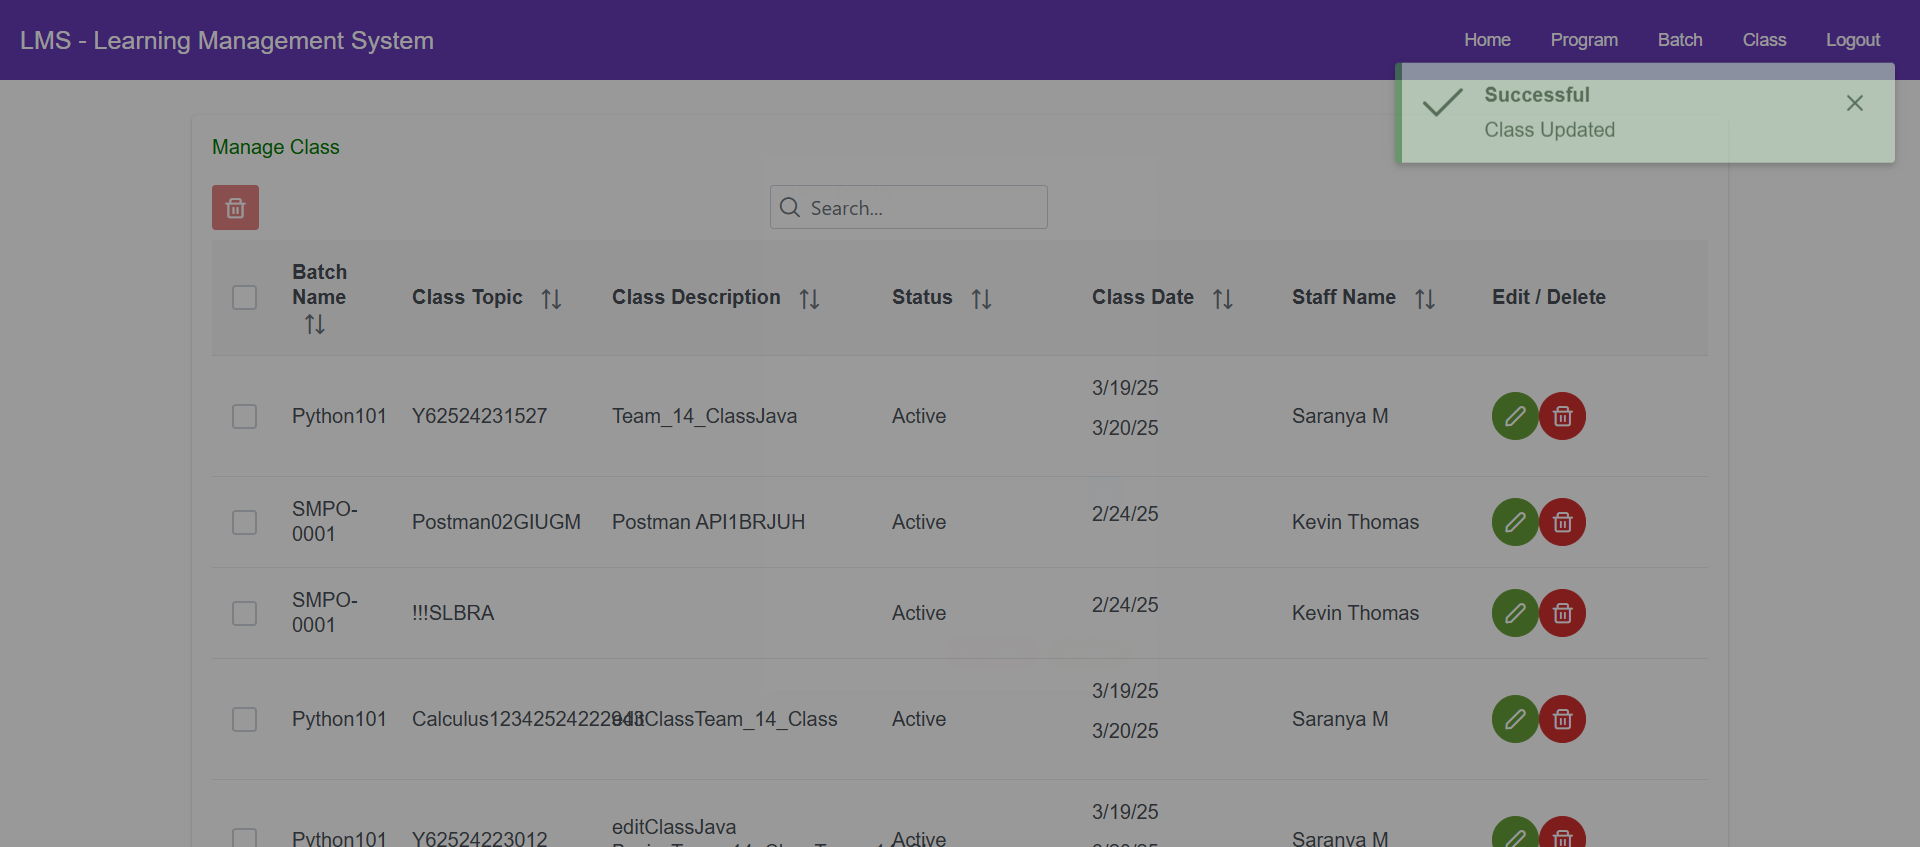 LMS - Learning Management System
Home Program Batch Class Logout
Successful
Class Updated
Manage Class
Search...
Batch Name Class Topic Class Description Status Class Date Staff Name Edit / Delete
Python101 Y62524231527 Team_14_ClassJava Active 3/19/25 3/20/25 Saranya M
SMPO-0001 Postman02GIUGM Postman API1BRJUH Active 2/24/25 Kevin Thomas
SMPO-0001 !!!SLBRA Active 2/24/25 Kevin Thomas
Python101 Active 3/19/25 3/20/25 Saranya M
Python101 Y62524223012 editClassJava Active 3/19/25 Saranya M